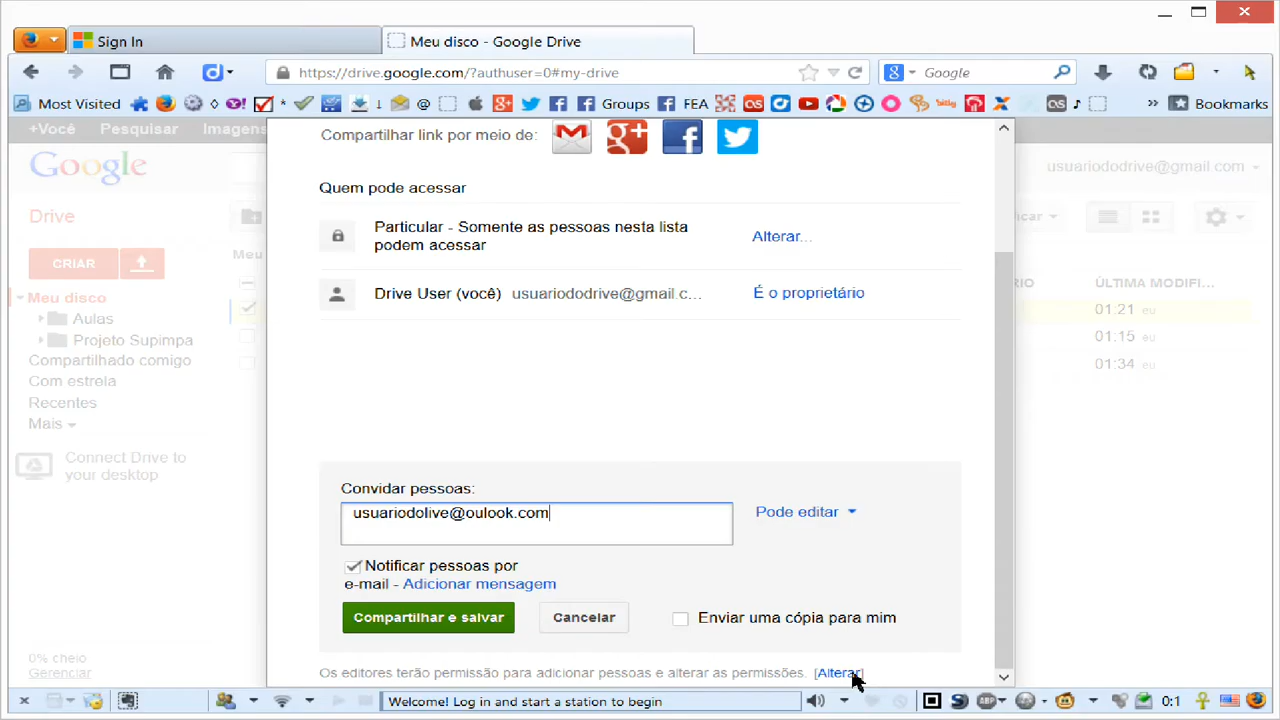 Sign In
Meu disco - Google Drive
https://drive.google.com/?authuser=0#my-drive
Google
Most Visited
Groups
FEA
Bookmarks
+Você
Pesquisar
Imagens
Compartilhar link por meio de:
Google
usuariododrive@gmail.com
Quem pode acessar
Drive
Particular - Somente as pessoas nesta lista
podem acessar
Alterar...
CRIAR
Meu
Drive User (você) usuariododrive@gmail.c...
É o proprietário
ÚLTIMA MODIFI...
Meu disco
01:21 eu
Aulas
01:15 eu
Projeto Supimpa
Compartilhado comigo
01:34 eu
Com estrela
Recentes
Mais
Connect Drive to
your desktop
Convidar pessoas:
usuariodolive@oulook.com
Pode editar
Notificar pessoas por
e-mail - Adicionar mensagem
Compartilhar e salvar
Cancelar
Enviar uma cópia para mim
0% cheio
Gerenciar
Os editores terão permissão para adicionar pessoas e alterar as permissões. [Alterar]
Welcome! Log in and start a station to begin
0:1